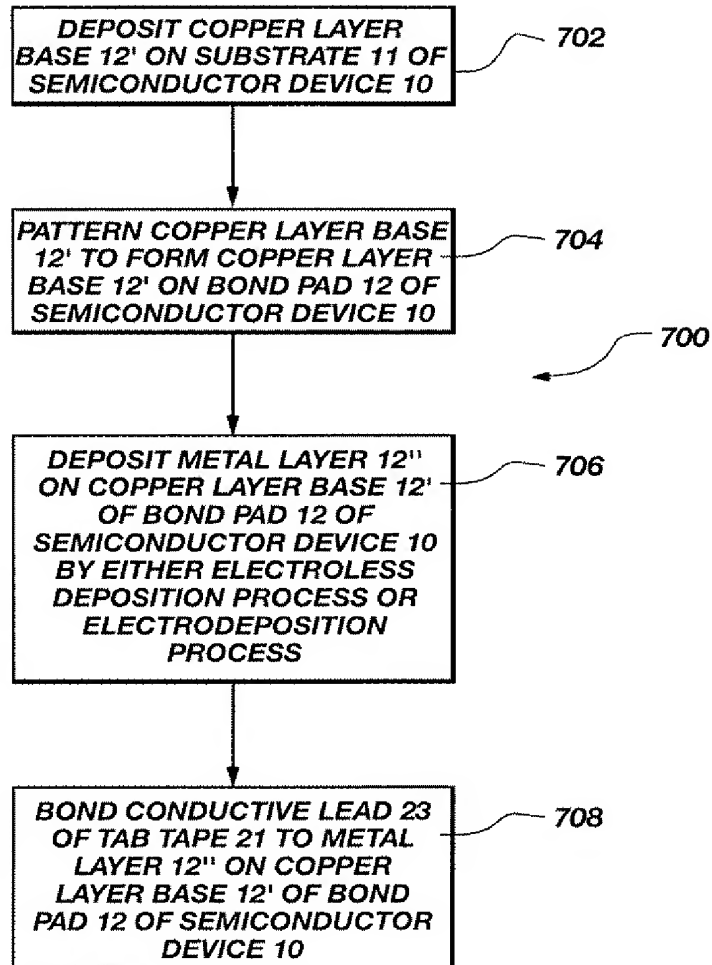 DEPOSIT COPPER LAYER
BASE 12' ON SUBSTRATE 11 OF
SEMICONDUCTOR DEVICE 10
702
PATTERN COPPER LAYER BASE
12' TO FORM COPPER LAYER
BASE 12' ON BOND PAD 12 OF
SEMICONDUCTOR DEVICE 10
704
700
DEPOSIT METAL LAYER 12"
ON COPPER LAYER BASE 12'
OF BOND PAD 12 OF
SEMICONDUCTOR DEVICE 10
BY EITHER ELECTROLESS
DEPOSITION PROCESS OR
ELECTRODEPOSITION
PROCESS
706
BOND CONDUCTIVE LEAD 23
OF TAB TAPE 21 TO METAL
LAYER 12" ON COPPER
LAYER BASE 12' OF BOND
PAD 12 OF SEMICONDUCTOR
DEVICE 10
708